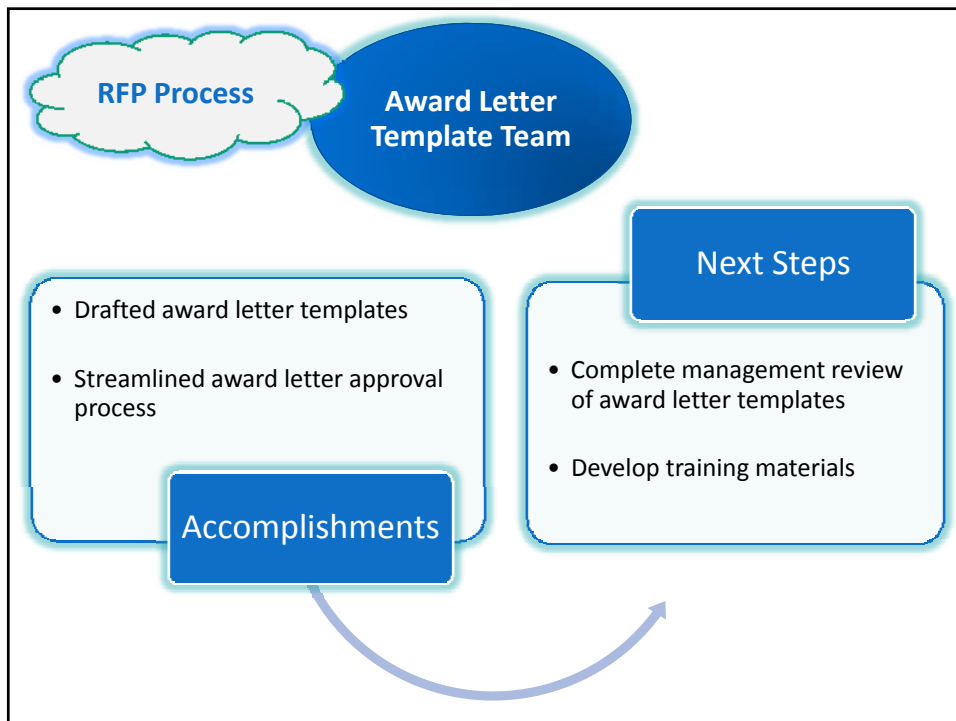 RFP Process
Award Letter
Template Team
• Drafted award letter templates
• Streamlined award letter approval
process
Accomplishments
Next Steps
• Complete management review
of award letter templates
• Develop training materials